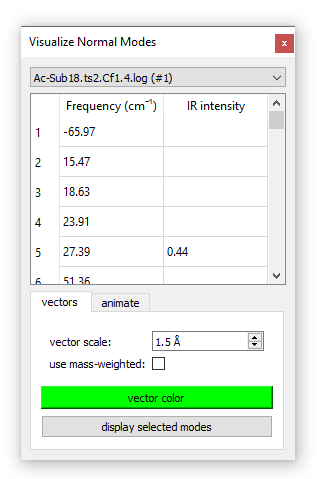 Visualize Normal Modes
x
Ac-Sub18.ts2.Cf1.4.log (#1)
Frequency (cm⁻¹) IR intensity
1 -65.97
2 15.47
3 18.63
4 23.91
5 27.39 0.44
6 51.36
vectors animate
vector scale: 1.5 Å
use mass-weighted:
vector color
display selected modes